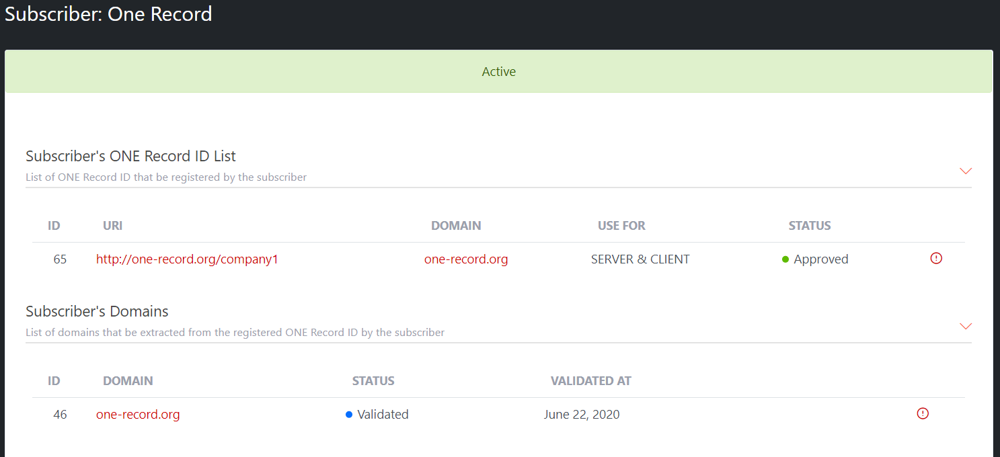 Subscriber: One Record
Active
Subscriber's ONE Record ID List
List of ONE Record ID that be registered by the subscriber
ID URI DOMAIN USE FOR STATUS
65 http://one-record.org/company1 one-record.org SERVER & CLIENT Approved
Subscriber's Domains
List of domains that be extracted from the registered ONE Record ID by the subscriber
ID DOMAIN STATUS VALIDATED AT
46 one-record.org Validated June 22, 2020